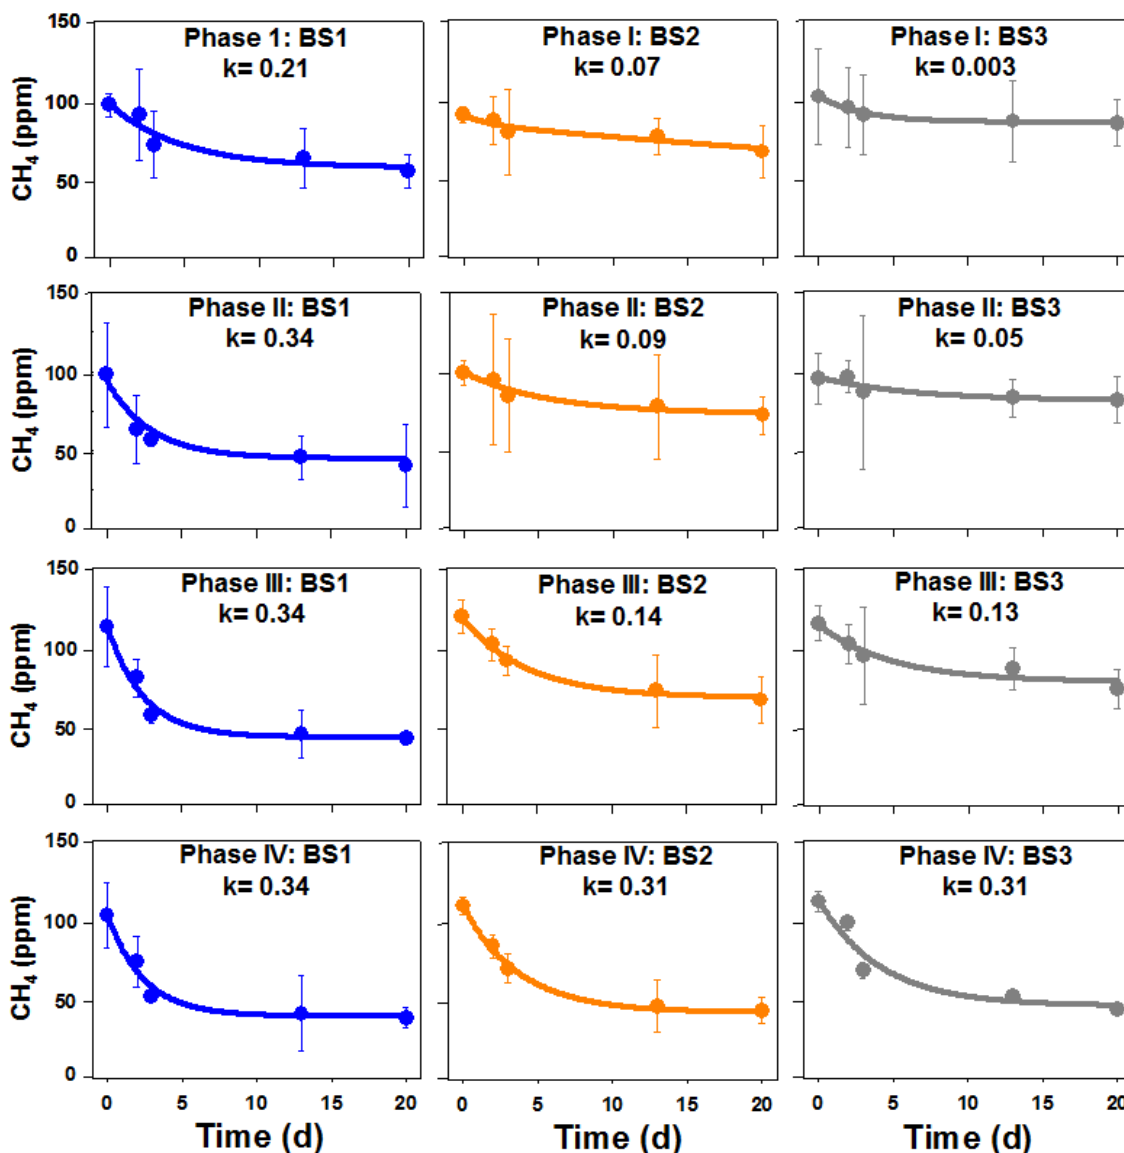 150
100
50
0
CH4 (ppm)
Phase 1: BS1
k= 0.21
Phase I: BS2
k= 0.07
Phase I: BS3
k= 0.003
150
100
50
0
CH4 (ppm)
Phase II: BS1
k= 0.34
Phase II: BS2
k= 0.09
Phase II: BS3
k= 0.05
150
100
50
0
CH4 (ppm)
Phase III: BS1
k= 0.34
Phase III: BS2
k= 0.14
Phase III: BS3
k= 0.13
150
100
50
0
CH4 (ppm)
Phase IV: BS1
k= 0.34
Phase IV: BS2
k= 0.31
Phase IV: BS3
k= 0.31
0 5 10 15 20
0 5 10 15 20
0 5 10 15 20
Time (d)
Time (d)
Time (d)